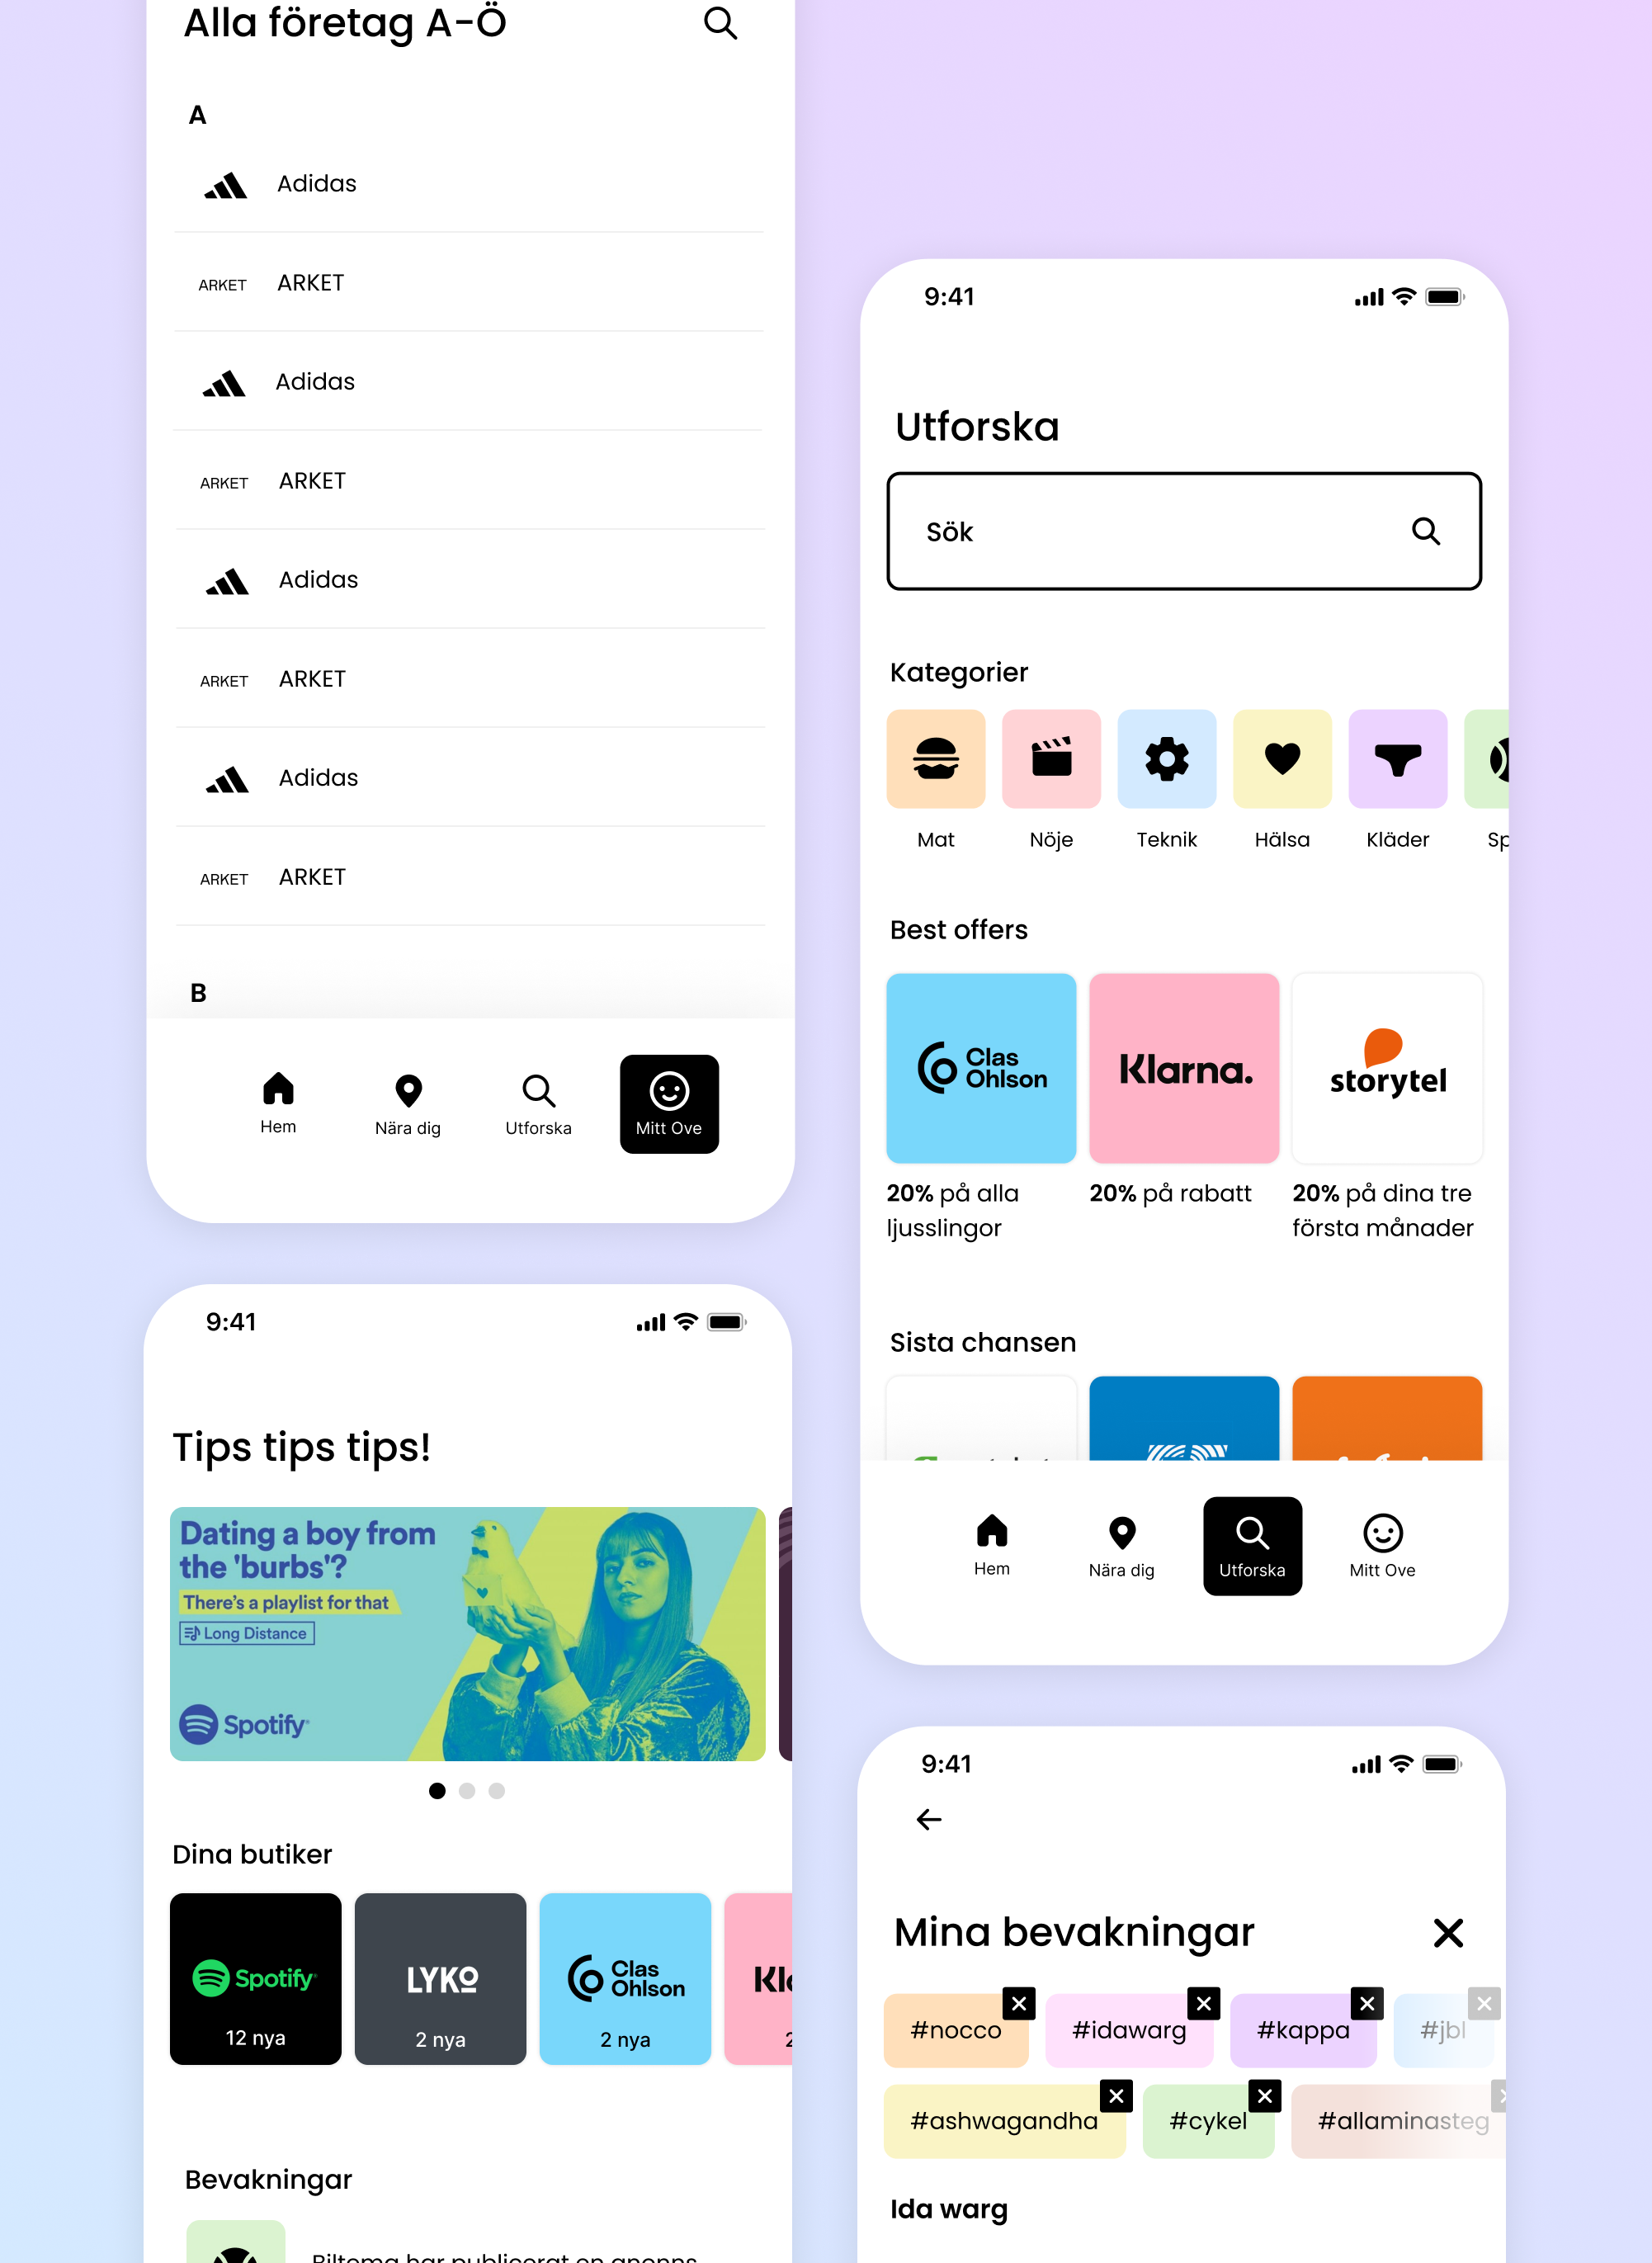 Alla företag A-Ö
A
Adidas
ARKET ARKET
Adidas
ARKET ARKET
Adidas
ARKET ARKET
Adidas
ARKET ARKET
B
Hem Nära dig Utforska Mitt Ove
9:41
Tips tips tips!
Dating a boy from
the 'burbs'?
There's a playlist for that
Long Distance
Spotify
Dina butiker
Spotify
12 nya
LYKO
2 nya
Clas
Ohlson
2 nya
Bevakningar
Biltema har publicerat en anonns
9:41
Utforska
Sök
Kategorier
Mat Nöje Teknik Hälsa Kläder Sp
Best offers
Clas
Ohlson
Klarna.
storytel
20% på alla
ljusslingor
20% på rabatt
20% på dina tre
första månader
Sista chansen
Hem Nära dig Utforska Mitt Ove
9:41
Mina bevakningar
#nocco #idawarg #kappa #jbl
#ashwagandha #cykel #allaminasteg
Ida warg